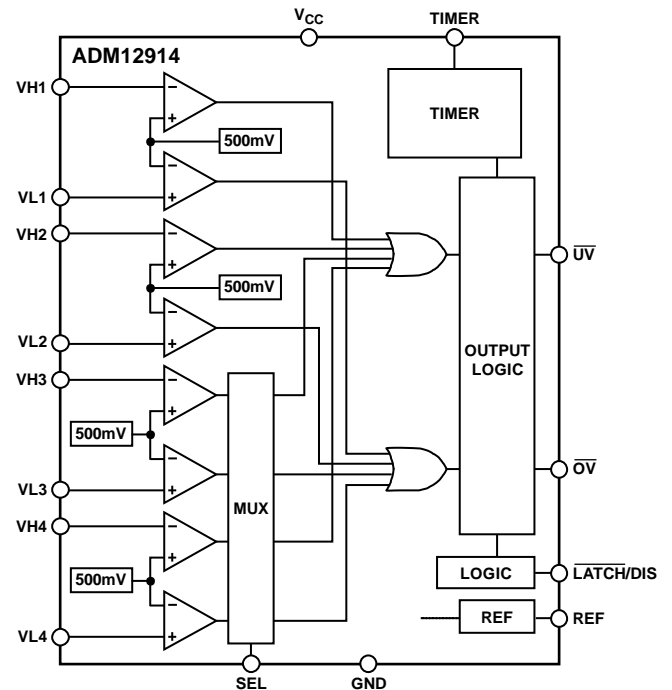 V_CC
TIMER
ADM12914
VH1
TIMER
500mV
VL1
VH2
UV
500mV
VL2
OUTPUT
LOGIC
VH3
500mV
OV
MUX
VL3
VH4
LOGIC
LATCH/DIS
500mV
REF
REF
VL4
SEL
GND